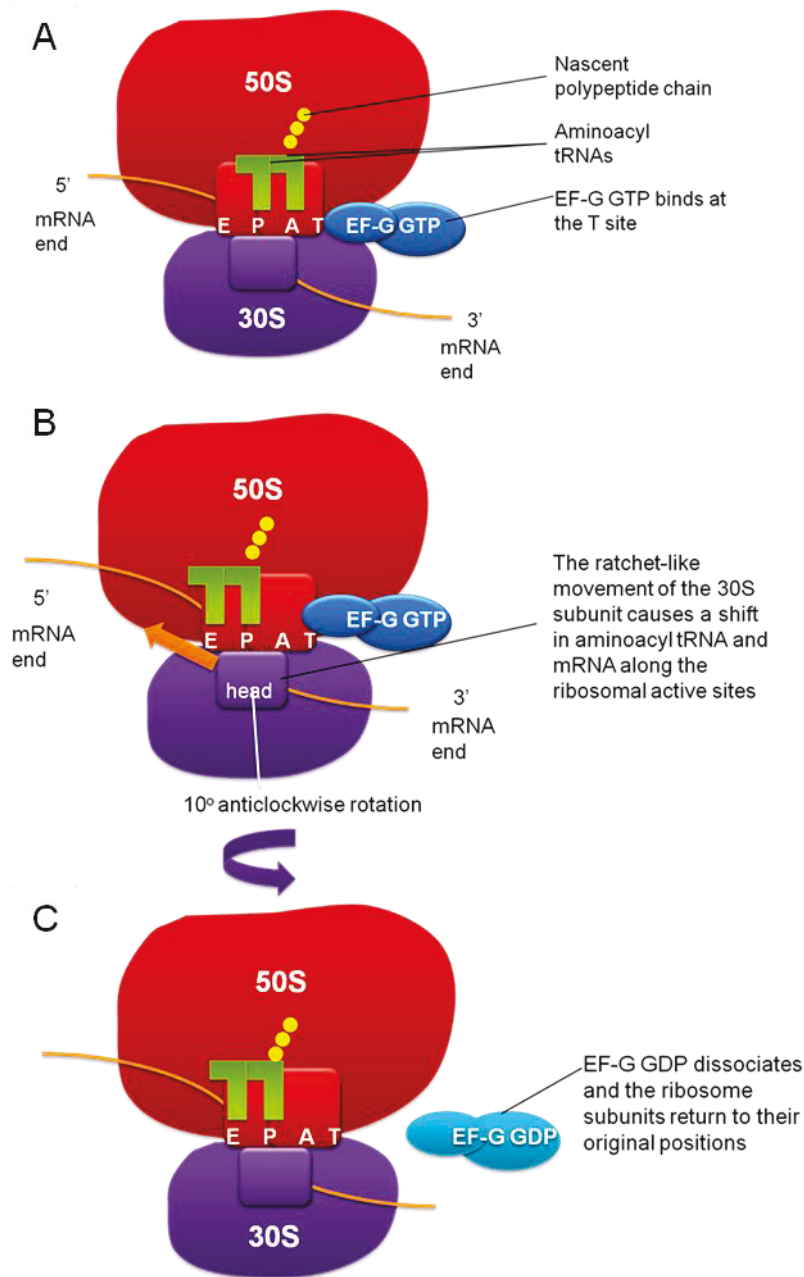 A
50S
Nascent
polypeptide chain
Aminoacyl
tRNAs
5’
mRNA
end
EF-G GTP binds at
the T site
E P A T
EF-G GTP
30S
3’
mRNA
end
B
50S
The ratchet-like
movement of the 30S
subunit causes a shift
in aminoacyl tRNA and
mRNA along the
ribosomal active sites
5’
mRNA
end
E P A T
EF-G GTP
head
3’
mRNA
end
10º anticlockwise rotation
C
50S
EF-G GDP dissociates
and the ribosome
subunits return to their
original positions
E P A T
EF-G GDP
30S